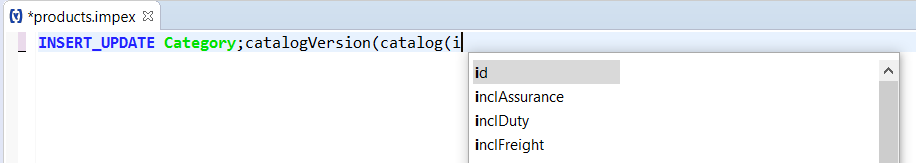 *products.impex
INSERT_UPDATE Category;catalogVersion(catalog(i
id
inclAssurance
inclDuty
inclFreight